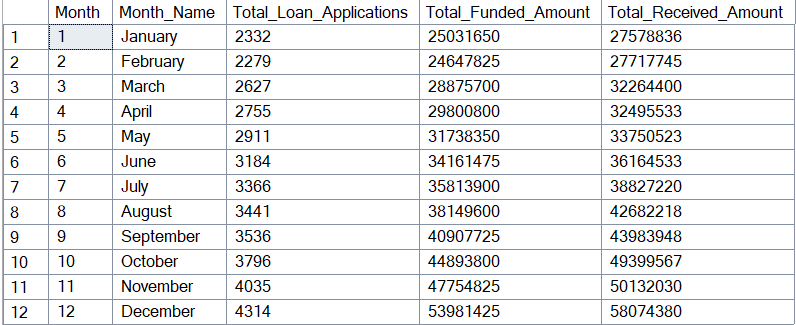 Month Month_Name Total_Loan_Applications Total_Funded_Amount Total_Received_Amount
1 1 January 2332 25031650 27578836
2 2 February 2279 24647825 27717745
3 3 March 2627 28875700 32264400
4 4 April 2755 29800800 32495533
5 5 May 2911 31738350 33750523
6 6 June 3184 34161475 36164533
7 7 July 3366 35813900 38827220
8 8 August 3441 38149600 42682218
9 9 September 3536 40907725 43983948
10 10 October 3796 44893800 49399567
11 11 November 4035 47754825 50132030
12 12 December 4314 53981425 58074380